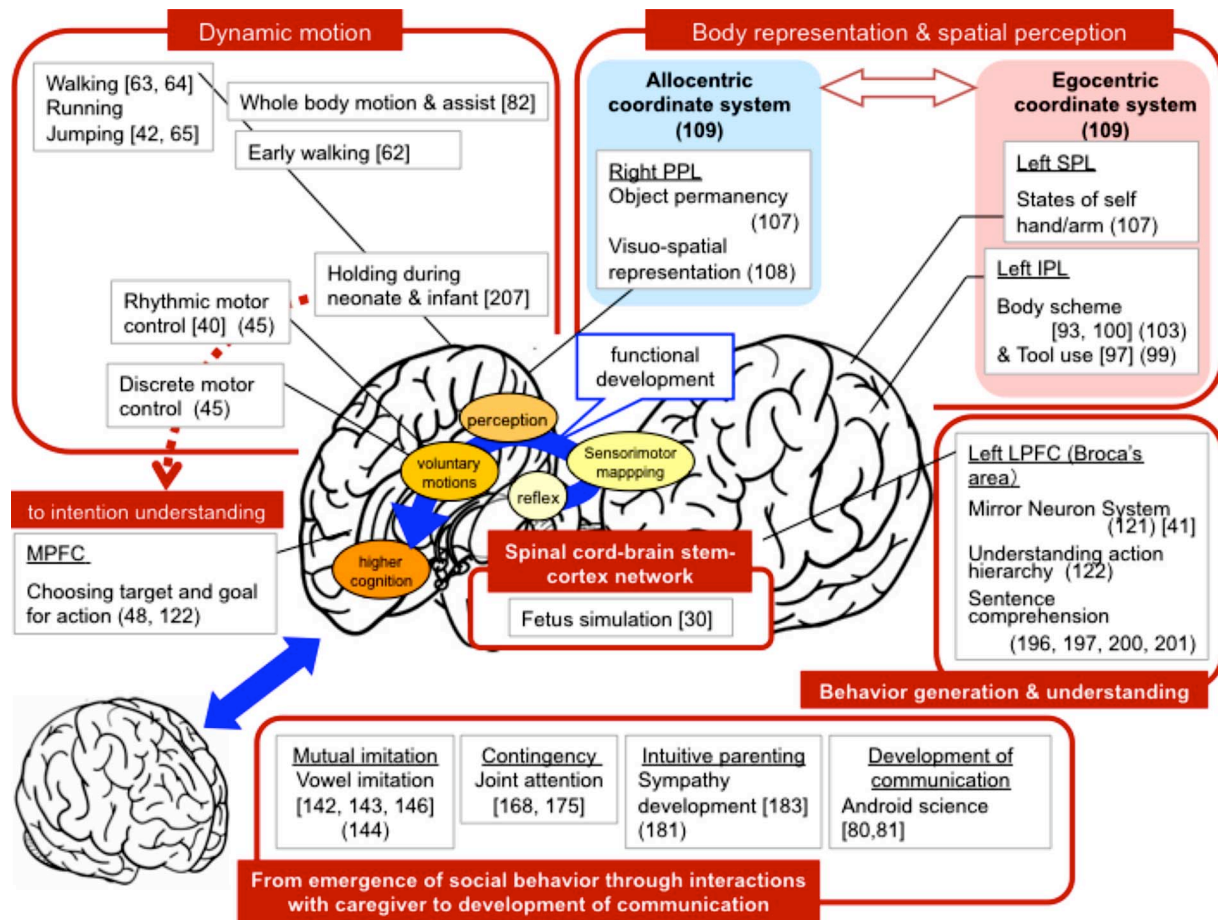 Dynamic motion
Walking [63, 64]
Running
Jumping [42, 65]
Whole body motion & assist [82]
Early walking [62]
Holding during
neonate & infant [207]
Rhythmic motor
control [40] (45)
Discrete motor
control (45)
to intention understanding
MPFC
Choosing target and goal
for action (48, 122)
Body representation & spatial perception
Allocentric
coordinate system
(109)
Right PPL
Object permanency
(107)
Visuo-spatial
representation (108)
Egocentric
coordinate system
(109)
Left SPL
States of self
hand/arm (107)
Left IPL
Body scheme
[93, 100] (103)
& Tool use [97] (99)
functional
development
perception
voluntary
motions
Sensorimotor
mappping
reflex
higher
cognition
Spinal cord-brain stem-
cortex network
Fetus simulation [30]
Left LPFC (Broca's
area)
Mirror Neuron System
(121) [41]
Understanding action
hierarchy (122)
Sentence
comprehension
(196, 197, 200, 201)
Behavior generation & understanding
Mutual imitation
Vowel imitation
[142, 143, 146]
(144)
Contingency
Joint attention
[168, 175]
Intuitive parenting
Sympathy
development [183]
(181)
Development of
communication
Android science
[80,81]
From emergence of social behavior through interactions
with caregiver to development of communication